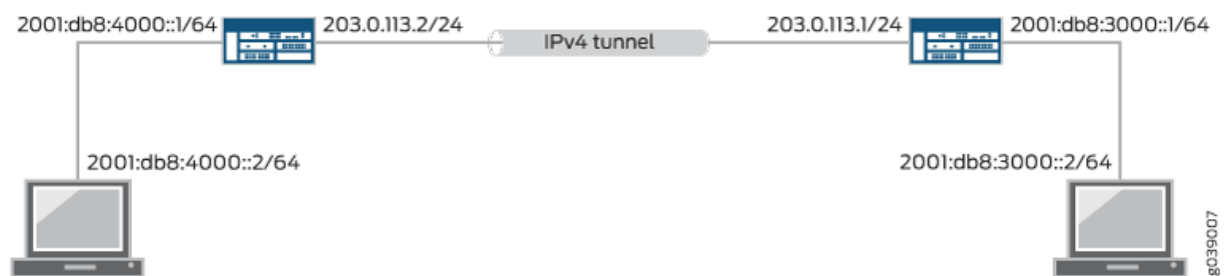 2001:db8:4000::1/64
203.0.113.2/24
IPv4 tunnel
203.0.113.1/24
2001:db8:3000::1/64
2001:db8:4000::2/64
2001:db8:3000::2/64
g039007